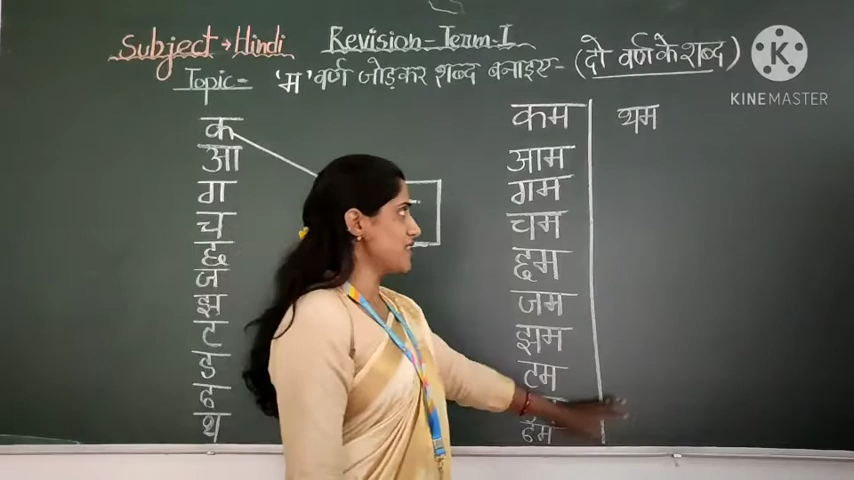 Subject → Hindi
Revision - Term-I
Topic - 'म' वर्ण जोड़कर शब्द बनाइए - (दो वर्ण के शब्द)
KINEMASTER
क
आ
ग
च
छ
ज
झ
ट
ड
ढ
थ
कम
आम
गम
चम
छम
जम
झम
टम
ढम
थम